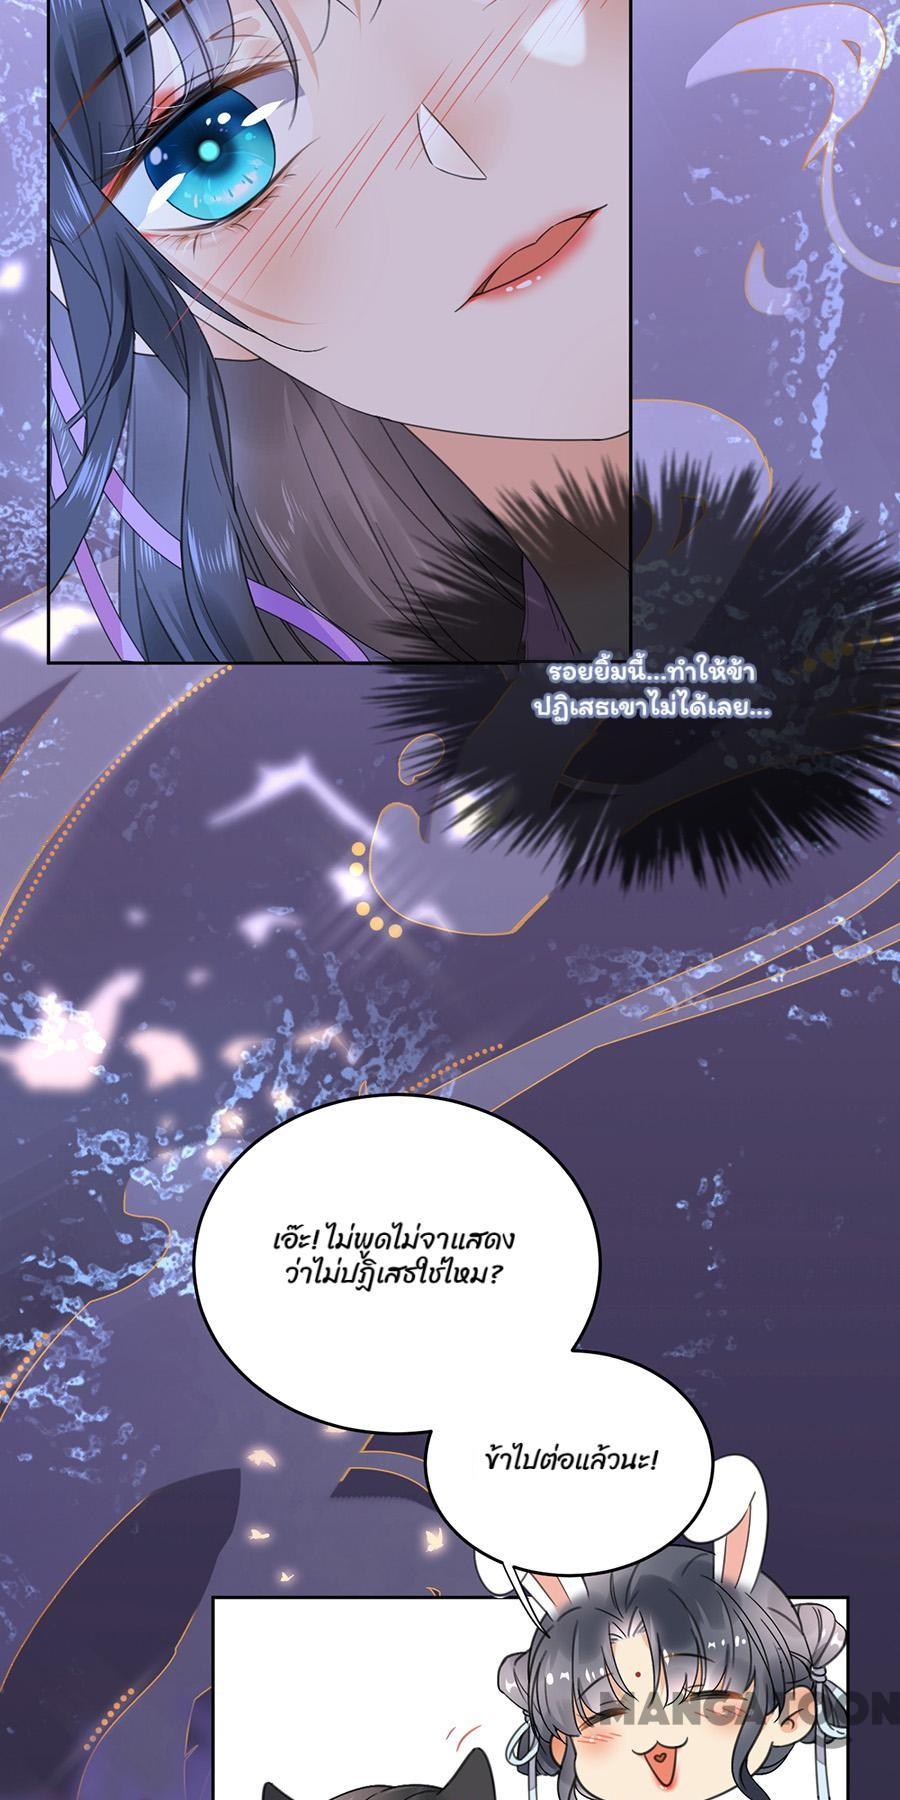 รอยยิ้มนี้...ทำให้ข้า
ปฏิเสธเขาไม่ได้เลย...
เอ๊ะ! ไม่พูดไม่จาแสดง
ว่าไม่ปฏิเสธใช่ไหม?
ข้าไปต่อแล้วนะ!
MANGATOON